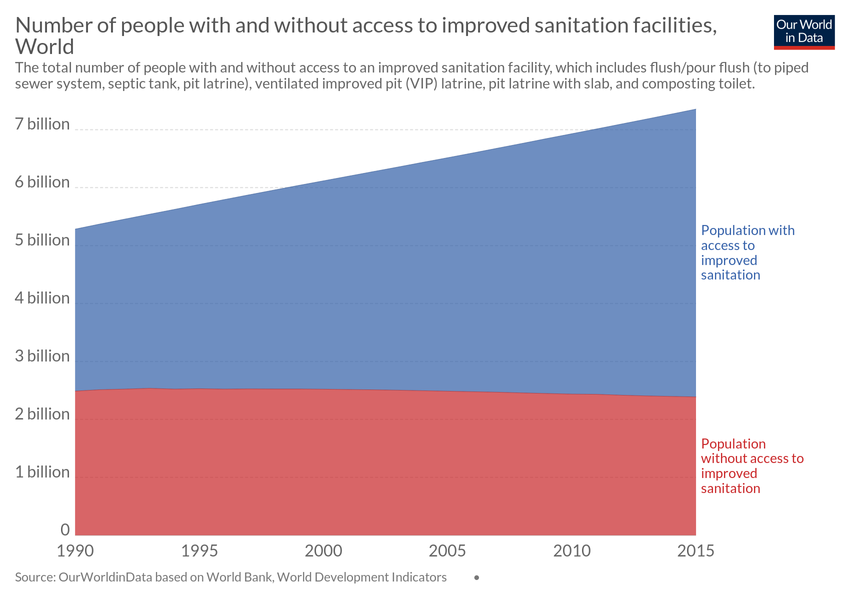 Number of people with and without access to improved sanitation facilities,
World
Our World
in Data
The total number of people with and without access to an improved sanitation facility, which includes flush/pour flush (to piped
sewer system, septic tank, pit latrine), ventilated improved pit (VIP) latrine, pit latrine with slab, and composting toilet.
7 billion
6 billion
5 billion
4 billion
3 billion
2 billion
1 billion
0
Population with
access to
improved
sanitation
Population
without access to
improved
sanitation
1990 1995 2000 2005 2010 2015
Source: OurWorldinData based on World Bank, World Development Indicators •